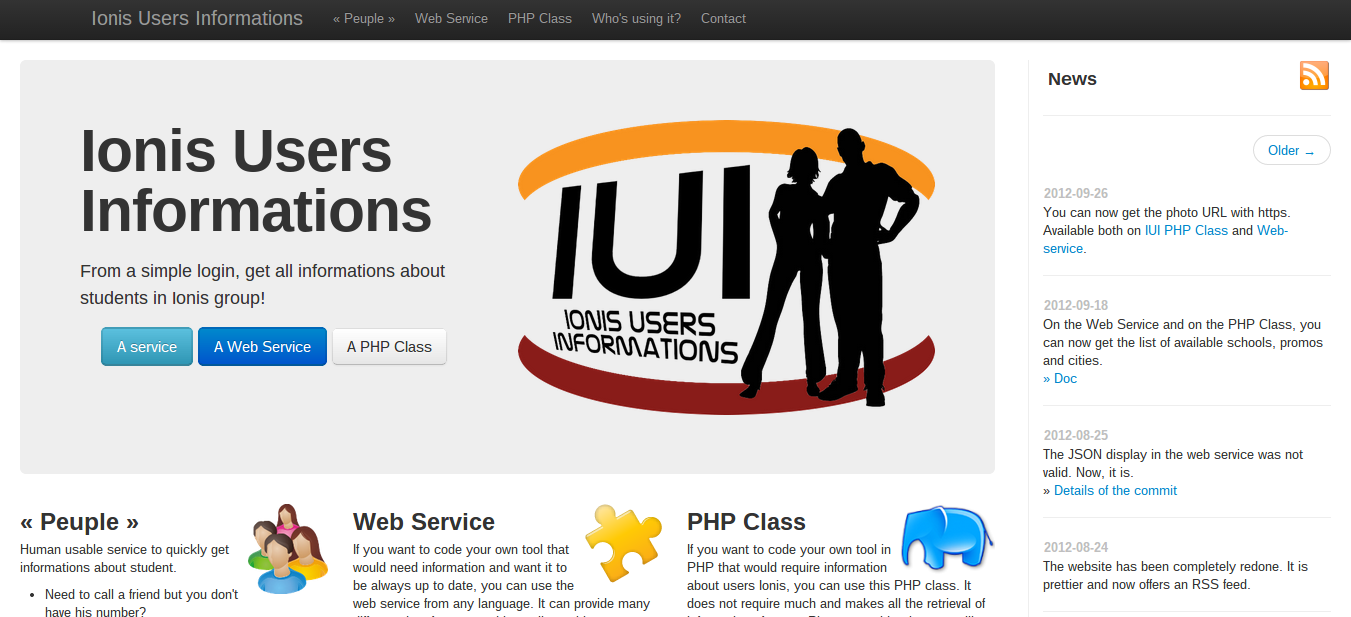 Ionis Users Informations
« Peuple »
Web Service
PHP Class
Who's using it?
Contact
Ionis Users
Informations
From a simple login, get all informations about
students in Ionis group!
A service
A Web Service
A PHP Class
IUI
IONIS USERS
INFORMATIONS
« Peuple »
Human usable service to quickly get
informations about student.
Need to call a friend but you don't
have his number?
Web Service
If you want to code your own tool that
would need information and want it to
be always up to date, you can use the
web service from any language. It can provide many
PHP Class
If you want to code your own tool in
PHP that would require information
about users Ionis, you can use this PHP class. It
does not require much and makes all the retrieval of
News
Older →
2012-09-26
You can now get the photo URL with https.
Available both on IUI PHP Class and Web-
service.
2012-09-18
On the Web Service and on the PHP Class, you
can now get the list of available schools, promos
and cities.
» Doc
2012-08-25
The JSON display in the web service was not
valid. Now, it is.
» Details of the commit
2012-08-24
The website has been completely redone. It is
prettier and now offers an RSS feed.